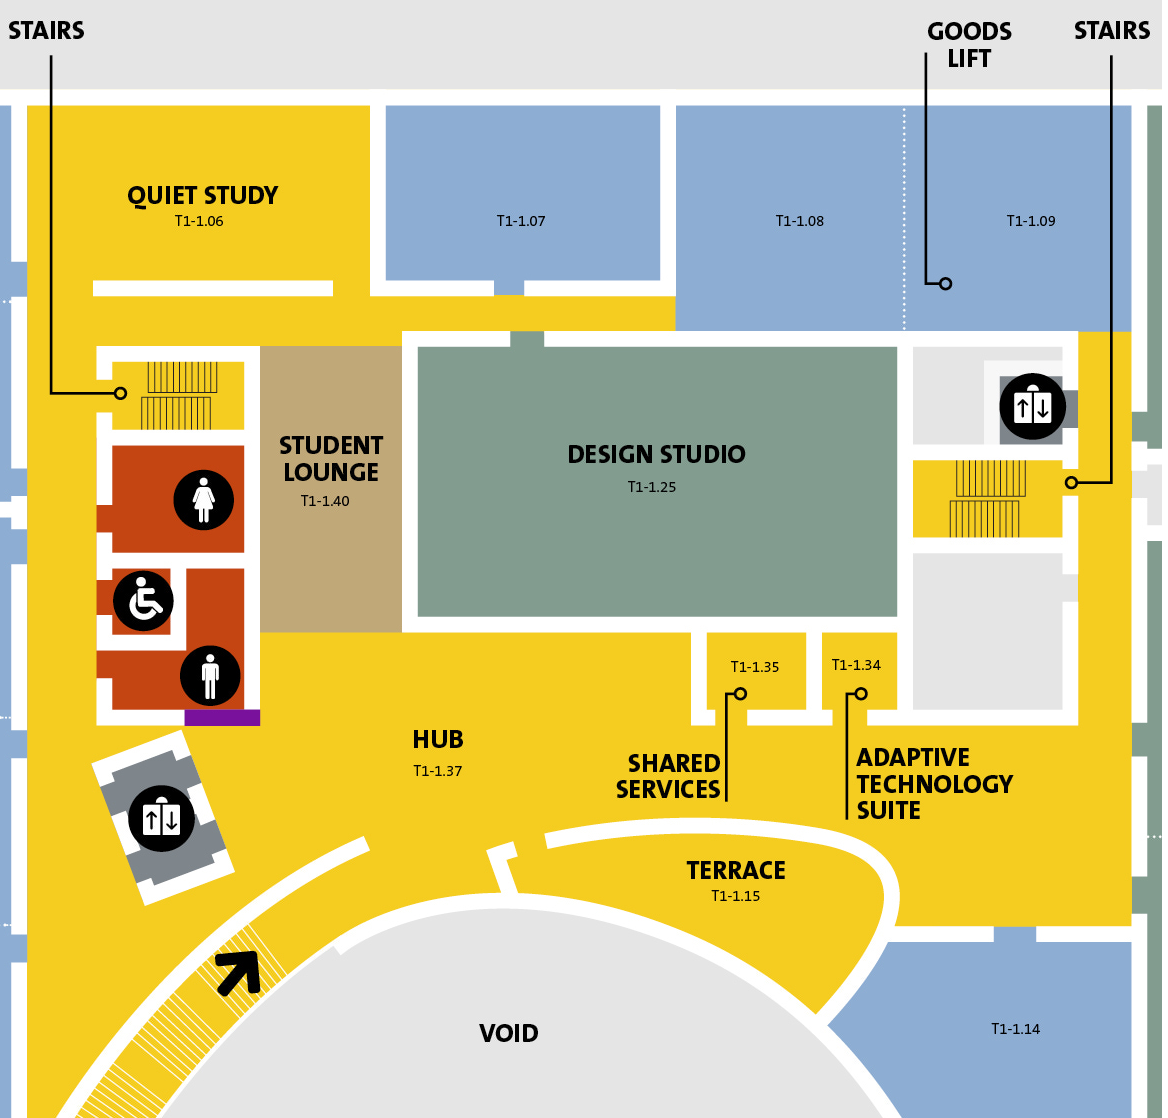 STAIRS
GOODS
LIFT
STAIRS
QUIET STUDY
T1-1.06
T1-1.07
T1-1.08
T1-1.09
STUDENT
LOUNGE
T1-1.40
DESIGN STUDIO
T1-1.25
T1-1.35
T1-1.34
HUB
T1-1.37
SHARED
SERVICES
ADAPTIVE
TECHNOLOGY
SUITE
TERRACE
T1-1.15
VOID
T1-1.14